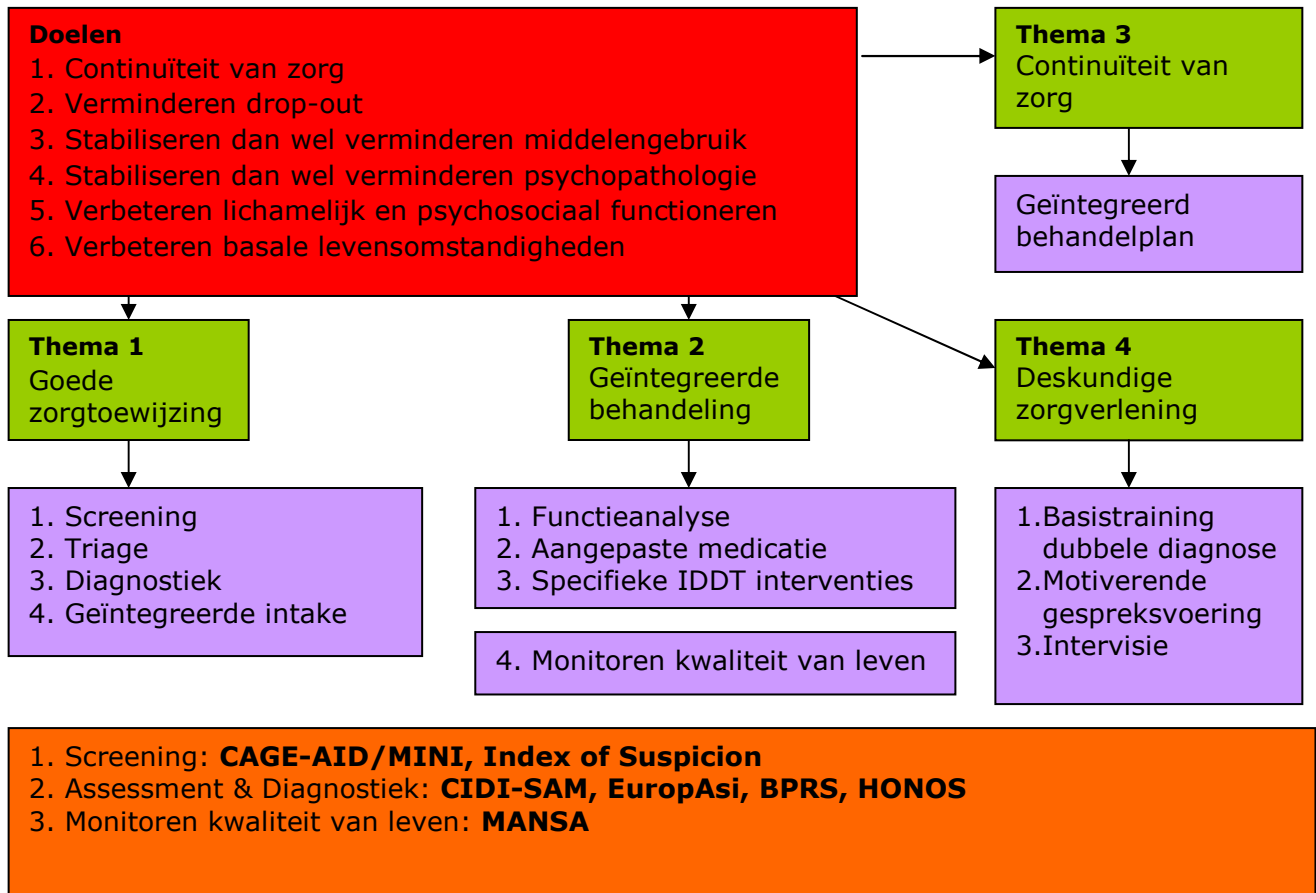 Doelen
1. Continuïteit van zorg
2. Verminderen drop-out
3. Stabiliseren dan wel verminderen middelengebruik
4. Stabiliseren dan wel verminderen psychopathologie
5. Verbeteren lichamelijk en psychosociaal functioneren
6. Verbeteren basale levensomstandigheden
Thema 3
Continuïteit van
zorg
Geïntegreerd
behandelplan
Thema 1
Goede
zorgtoewijzing
Thema 2
Geïntegreerde
behandeling
Thema 4
Deskundige
zorgverlening
1. Screening
2. Triage
3. Diagnostiek
4. Geïntegreerde intake
1. Functieanalyse
2. Aangepaste medicatie
3. Specifieke IDDT interventies
4. Monitoren kwaliteit van leven
1.Basistraining
dubbele diagnose
2.Motiverende
gespreksvoering
3.Intervisie
1. Screening: CAGE-AID/MINI, Index of Suspicion
2. Assessment & Diagnostiek: CIDI-SAM, EuropAsi, BPRS, HONOS
3. Monitoren kwaliteit van leven: MANSA